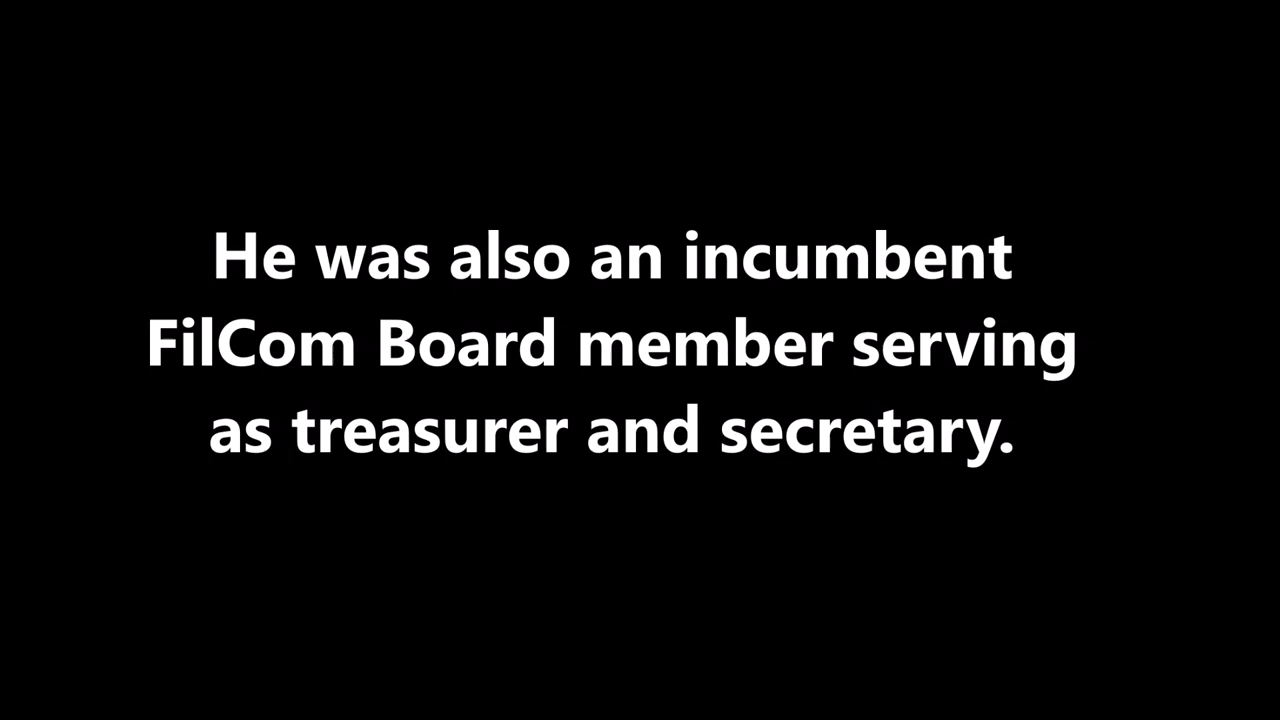 He was also an incumbent
FilCom Board member serving
as treasurer and secretary.